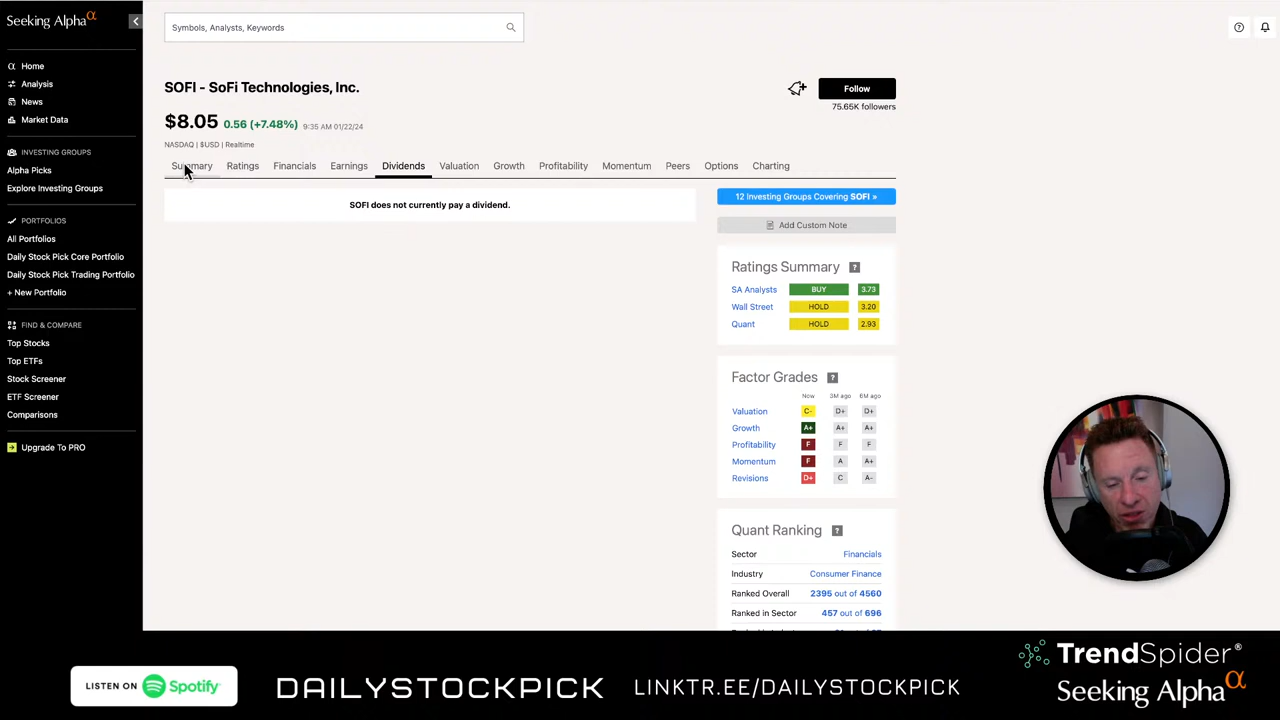 Seeking Alpha α
Symbols, Analysts, Keywords
Home
Analysis
News
Market Data
INVESTING GROUPS
Alpha Picks
Explore Investing Groups
PORTFOLIOS
All Portfolios
Daily Stock Pick Core Portfolio
Daily Stock Pick Trading Portfolio
+ New Portfolio
FIND & COMPARE
Top Stocks
Top ETFs
Stock Screener
ETF Screener
Comparisons
Upgrade To PRO
SOFI - SoFi Technologies, Inc.
Follow
75.65K followers
$8.05 0.56 (+7.48%) 9:35 AM 01/22/24
NASDAQ | $USD | Realtime
Summary Ratings Financials Earnings Dividends Valuation Growth Profitability Momentum Peers Options Charting
SOFI does not currently pay a dividend.
12 Investing Groups Covering SOFI »
Add Custom Note
Ratings Summary ?
SA Analysts BUY 3.73
Wall Street HOLD 3.20
Quant HOLD 2.93
Factor Grades ?
Now 3M ago 6M ago
Valuation C- D+ D+
Growth A+ A+ A+
Profitability F F F
Momentum F A A+
Revisions D+ C A-
Quant Ranking ?
Sector Financials
Industry Consumer Finance
Ranked Overall 2395 out of 4560
Ranked in Sector 457 out of 696
LISTEN ON Spotify
DAILYSTOCKPICK
LINKTR.EE/DAILYSTOCKPICK
TrendSpider®
Seeking Alpha α